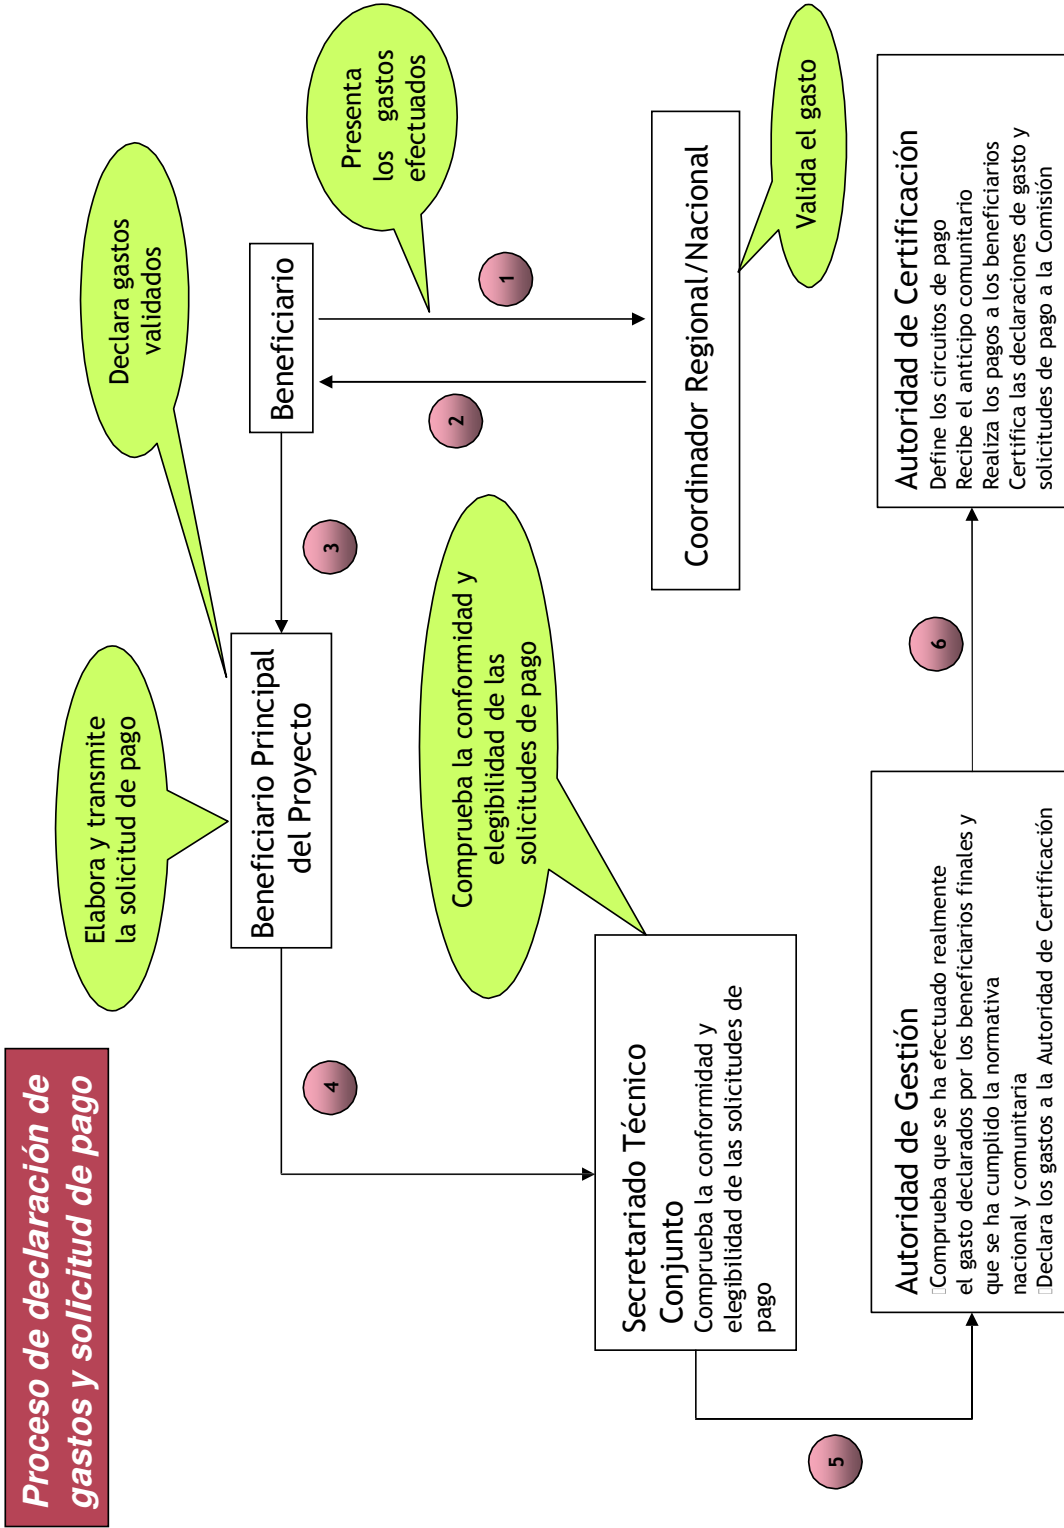 Proceso de declaración de
gastos y solicitud de pago
Elabora y transmite
la solicitud de pago
Declara gastos
validados
Presenta
los gastos
efectuados
Beneficiario Principal
del Proyecto
Beneficiario
4
3
2
1
Comprueba la conformidad y
elegibilidad de las
solicitudes de pago
Secretariado Técnico
Conjunto
Comprueba la conformidad y
elegibilidad de las solicitudes de
pago
Coordinador Regional/Nacional
Valida el gasto
5
6
Autoridad de Gestión
Comprueba que se ha efectuado realmente
el gasto declarados por los beneficiarios finales y
que se ha cumplido la normativa
nacional y comunitaria
Declara los gastos a la Autoridad de Certificación
Autoridad de Certificación
Define los circuitos de pago
Recibe el anticipo comunitario
Realiza los pagos a los beneficiarios
Certifica las declaraciones de gasto y
solicitudes de pago a la Comisión